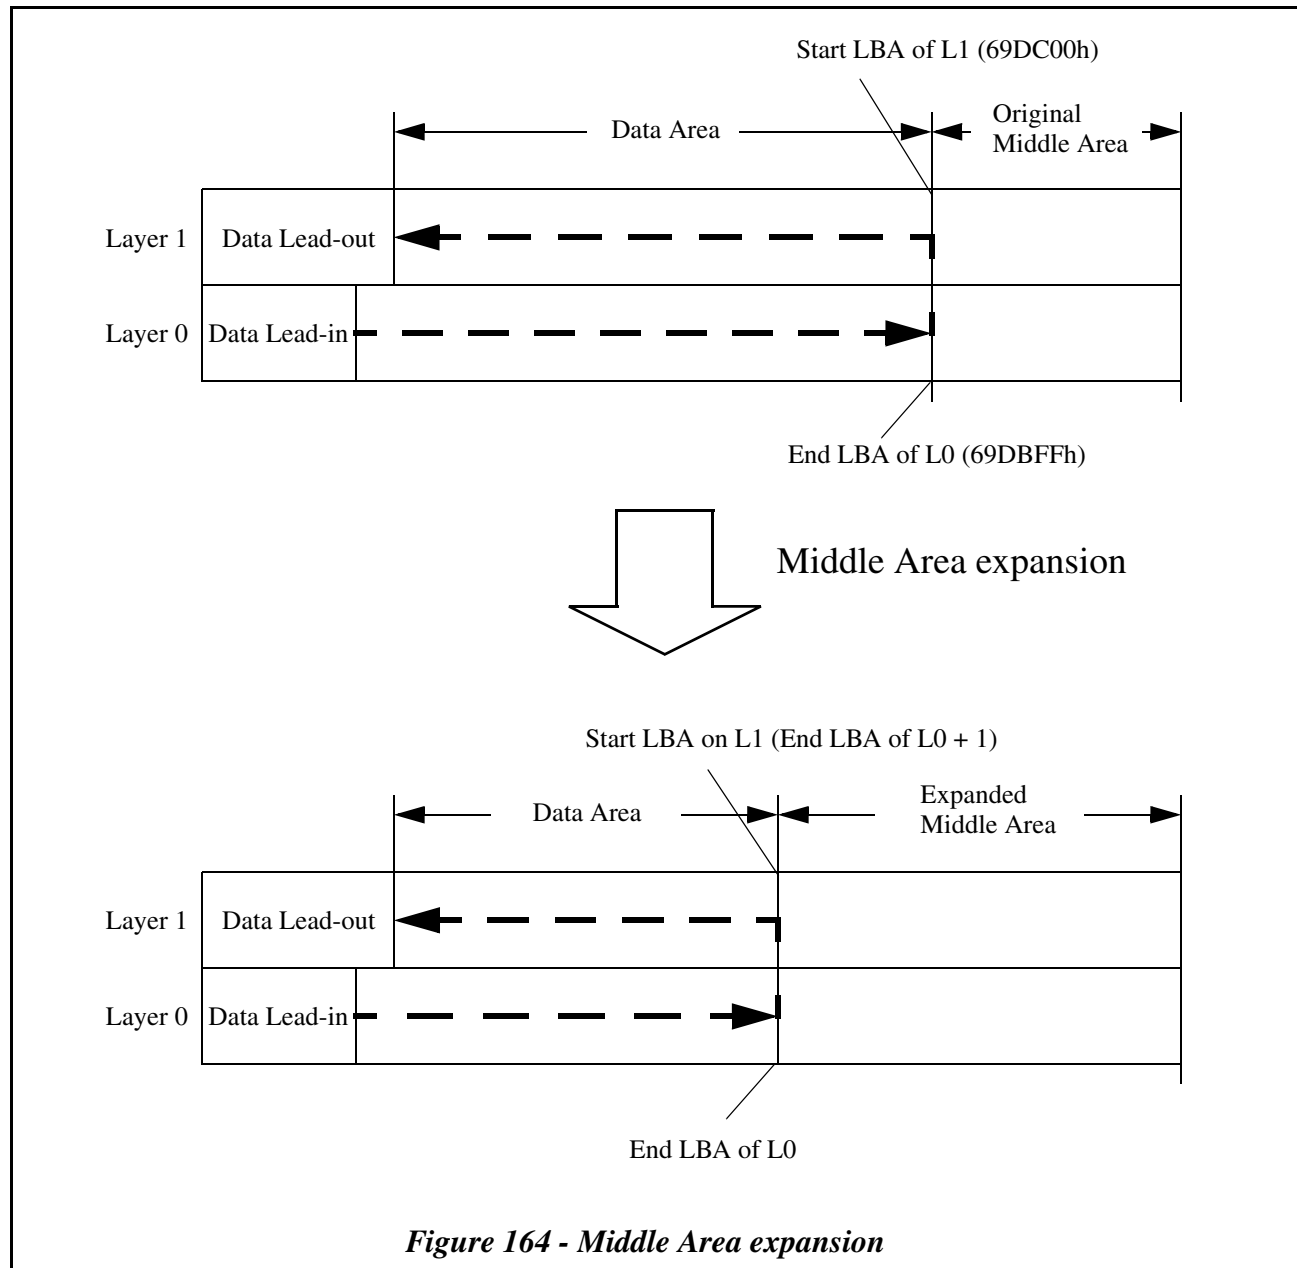 Start LBA of L1 (69DC00h)
Data Area
Original
Middle Area
Layer 1
Data Lead-out
Layer 0
Data Lead-in
End LBA of L0 (69DBFFh)
Middle Area expansion
Start LBA on L1 (End LBA of L0 + 1)
Data Area
Expanded
Middle Area
Layer 1
Data Lead-out
Layer 0
Data Lead-in
End LBA of L0
Figure 164 - Middle Area expansion